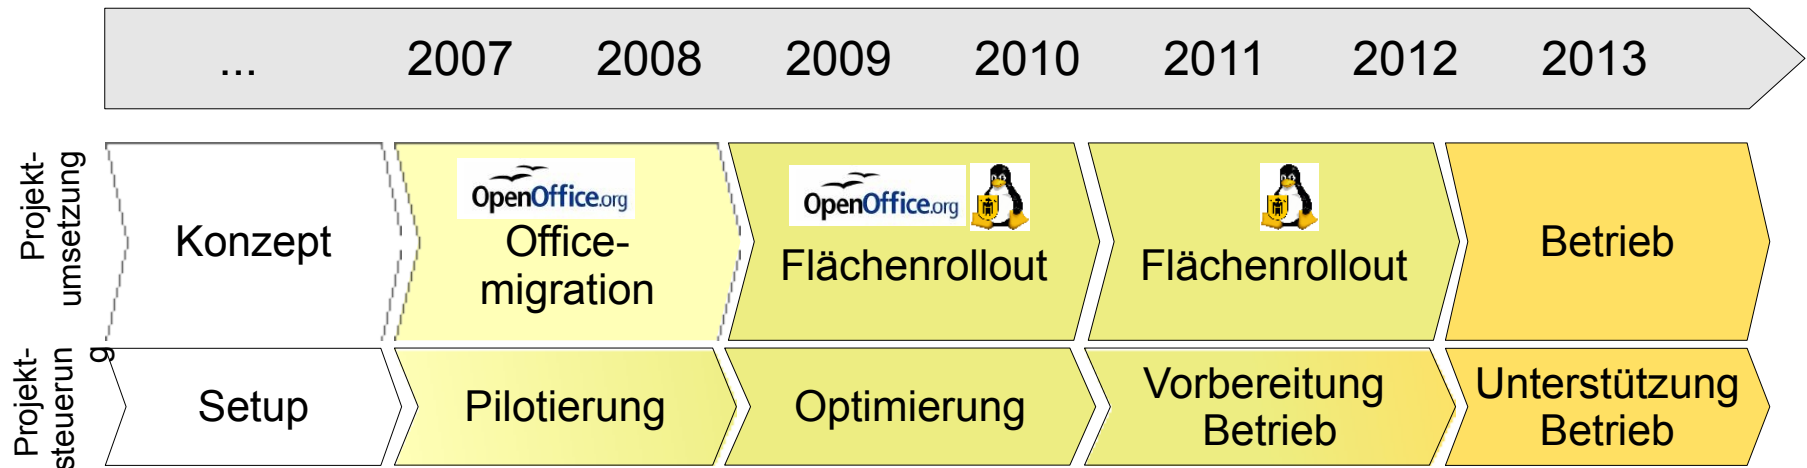 ... 2007 2008 2009 2010 2011 2012 2013
Projekt-
umsetzung
Konzept
OpenOffice.org
Office-
migration
OpenOffice.org
Flächenrollout
Flächenrollout
Betrieb
Projekt-
steuerun
g
Setup
Pilotierung
Optimierung
Vorbereitung
Betrieb
Unterstützung
Betrieb